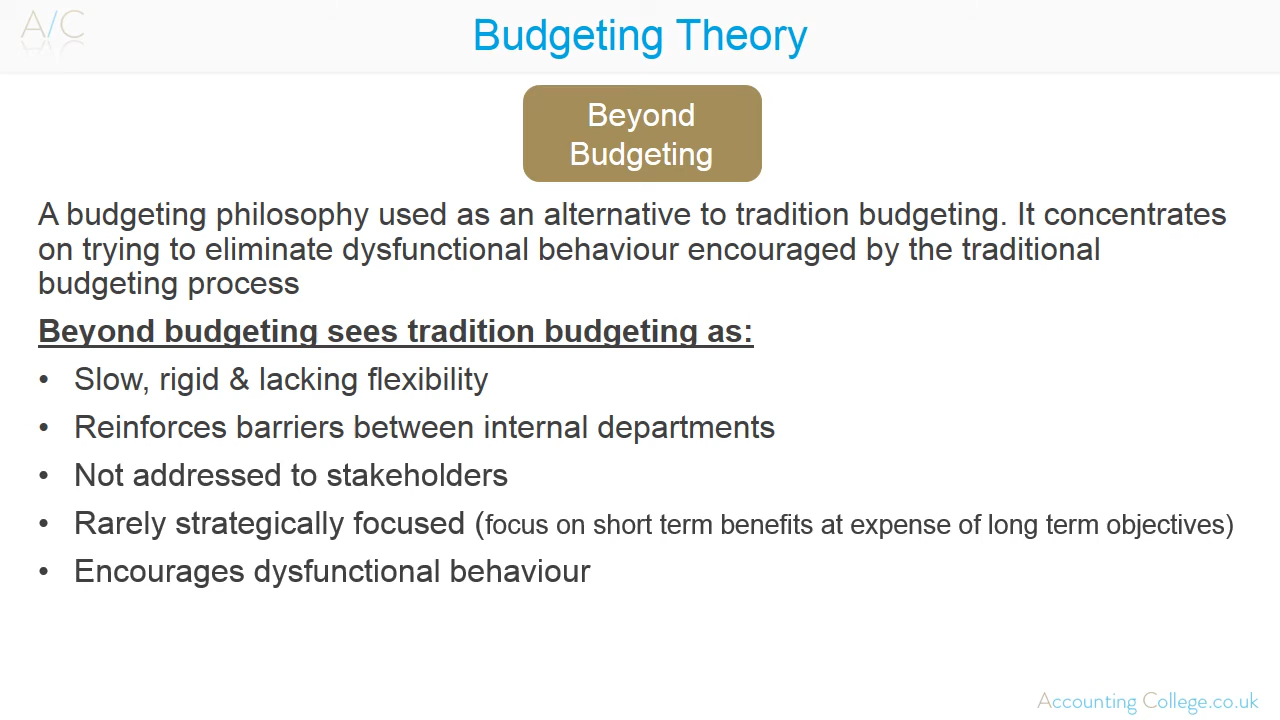 A/C
Budgeting Theory
Beyond
Budgeting
A budgeting philosophy used as an alternative to tradition budgeting. It concentrates
on trying to eliminate dysfunctional behaviour encouraged by the traditional
budgeting process
Beyond budgeting sees tradition budgeting as:
• Slow, rigid & lacking flexibility
• Reinforces barriers between internal departments
• Not addressed to stakeholders
• Rarely strategically focused (focus on short term benefits at expense of long term objectives)
• Encourages dysfunctional behaviour
Accounting College.co.uk